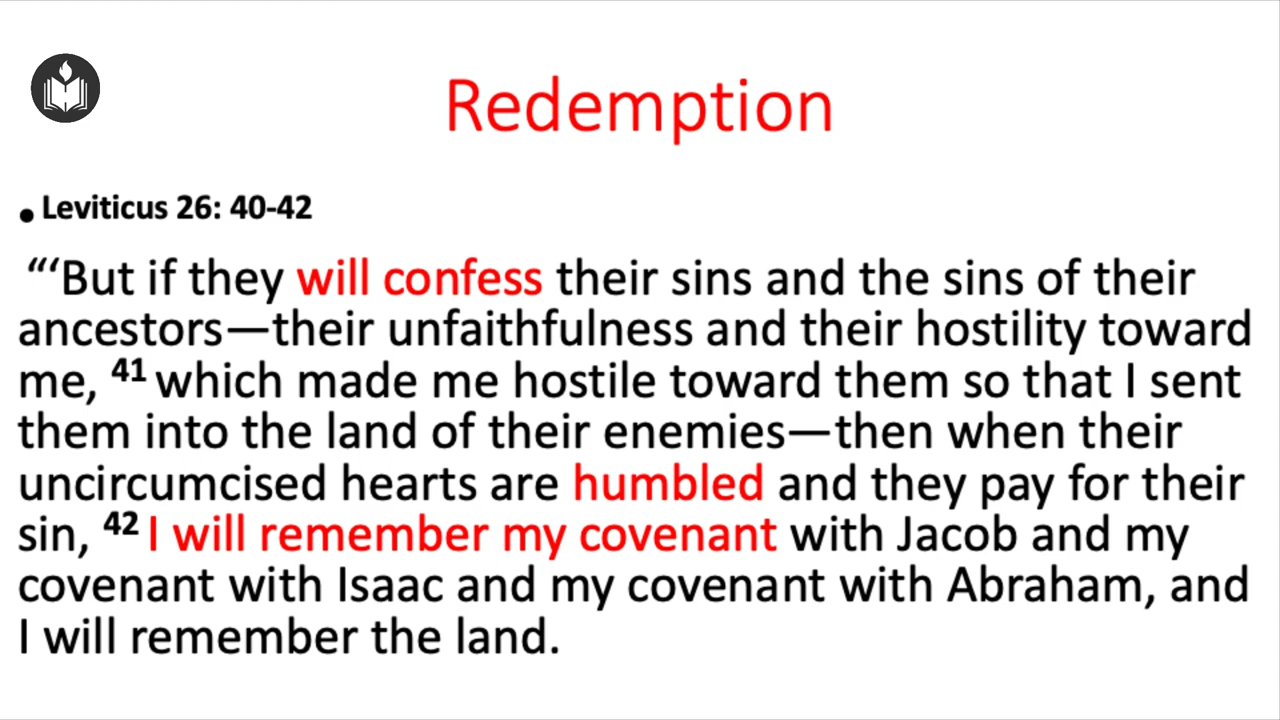 Redemption
• Leviticus 26: 40-42
“‘But if they will confess their sins and the sins of their
ancestors—their unfaithfulness and their hostility toward
me, 41 which made me hostile toward them so that I sent
them into the land of their enemies—then when their
uncircumcised hearts are humbled and they pay for their
sin, 42 I will remember my covenant with Jacob and my
covenant with Isaac and my covenant with Abraham, and
I will remember the land.